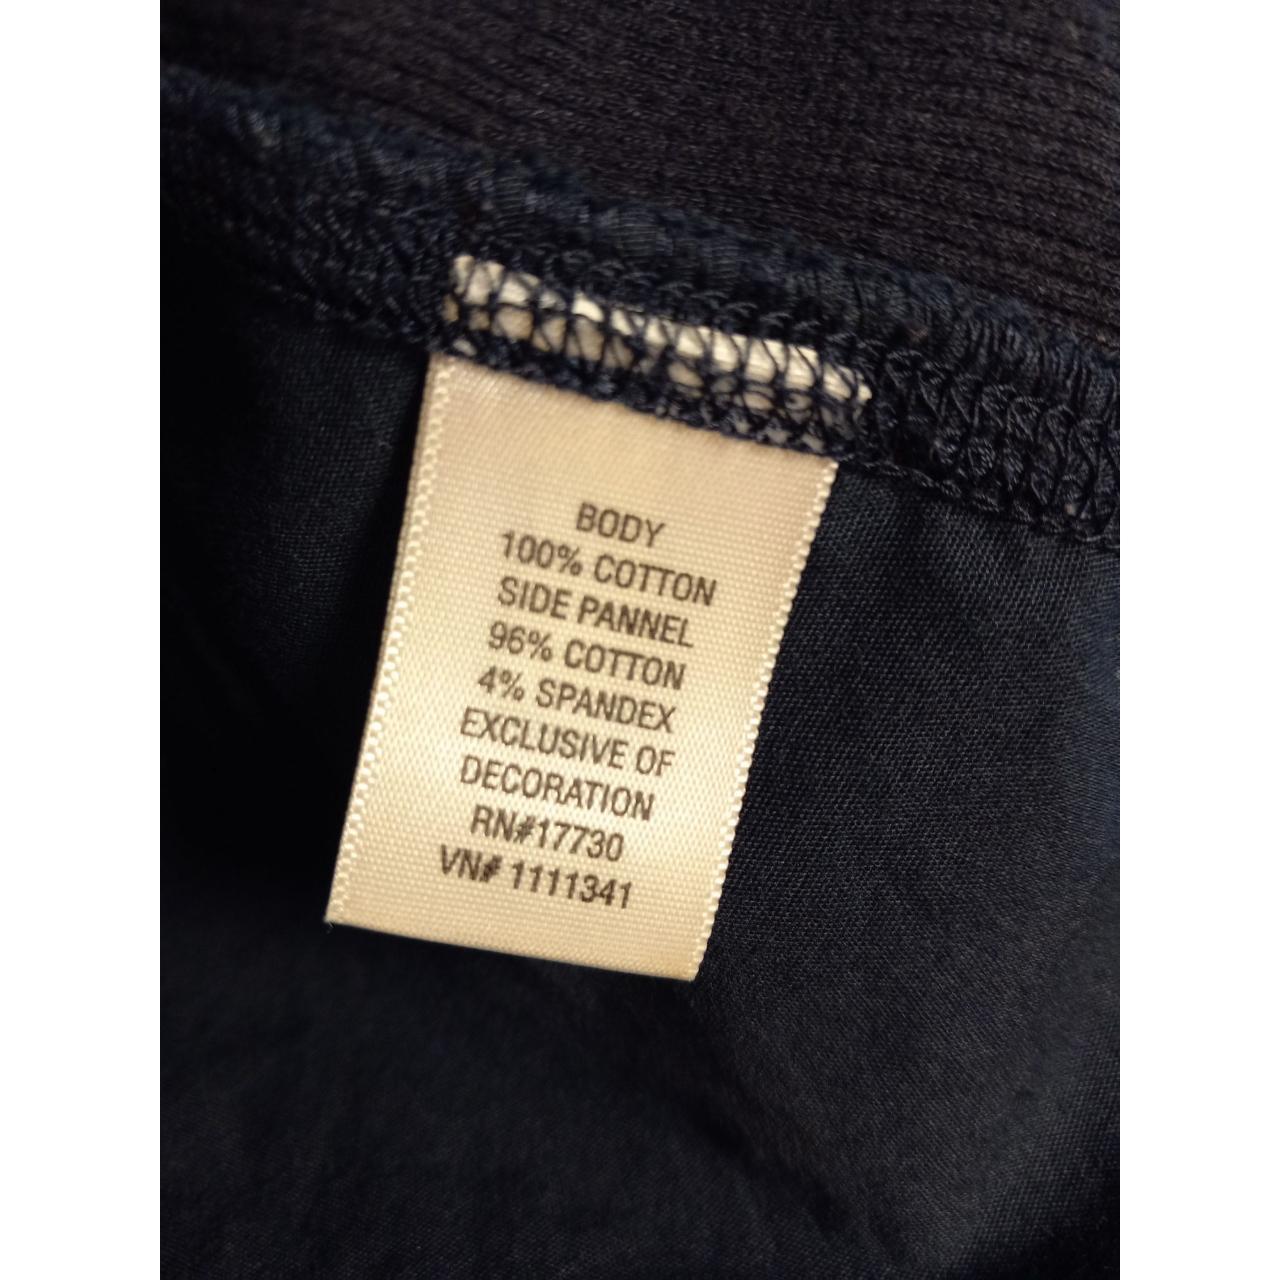 BODY
100% COTTON
SIDE PANNEL
96% COTTON
4% SPANDEX
EXCLUSIVE OF
DECORATION
RN#17730
VN# 1111341